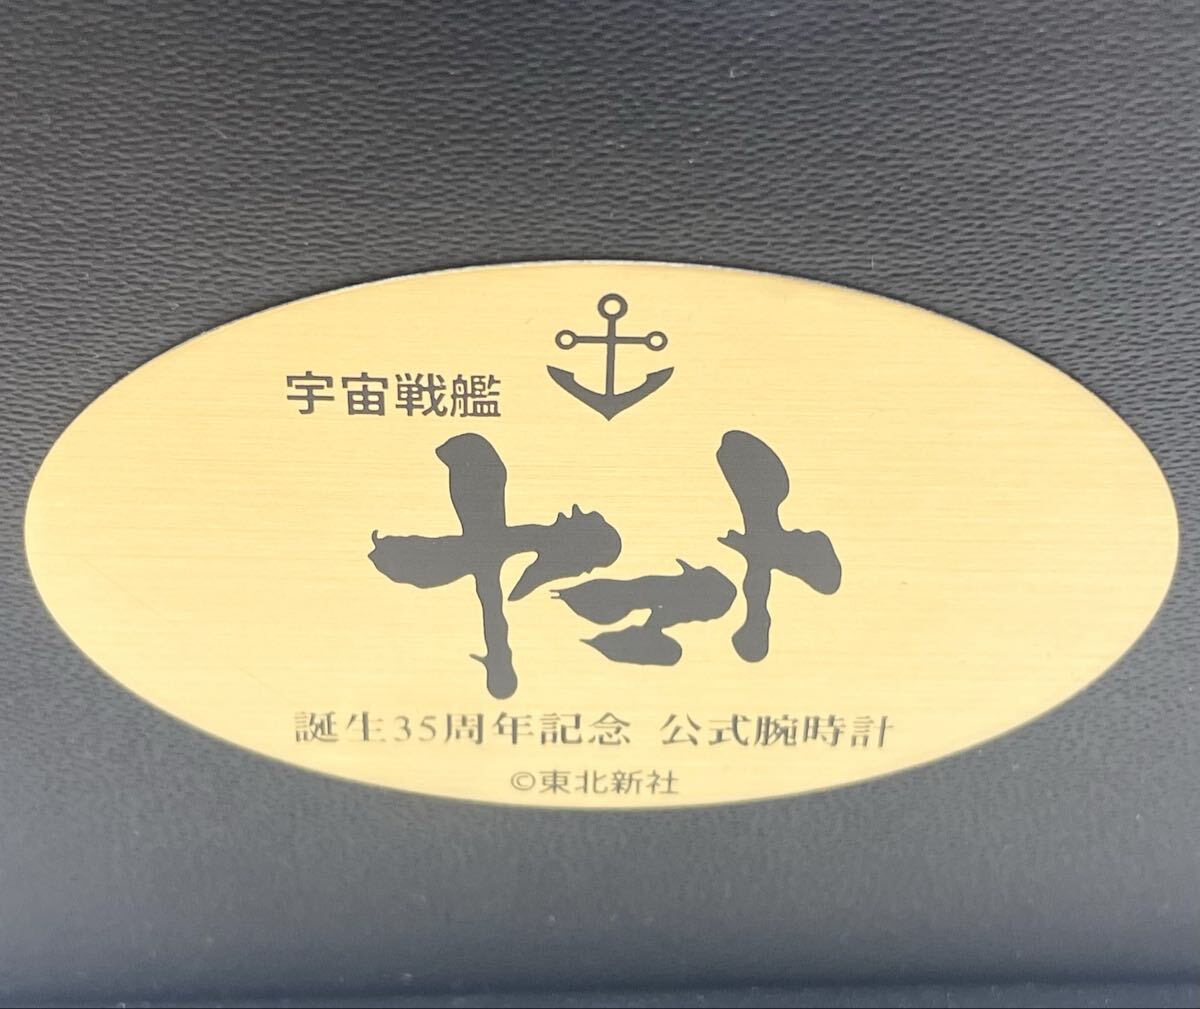 宇宙戦艦
ヤマト
誕生35周年記念 公式腕時計
©東北新社